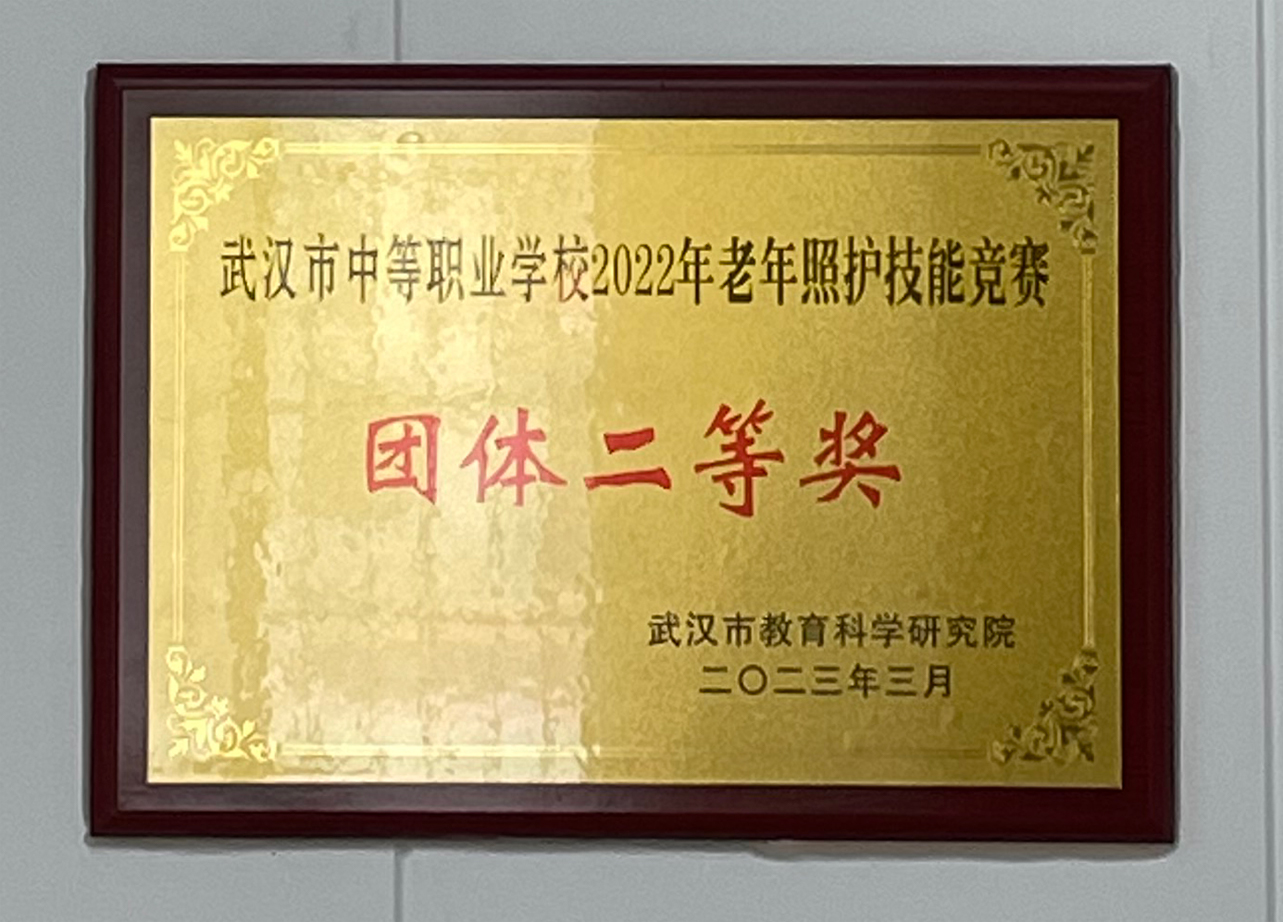 武汉市中等职业学校2022年老年照护技能竞赛
团体二等奖
武汉市教育科学研究院
二〇二三年三月